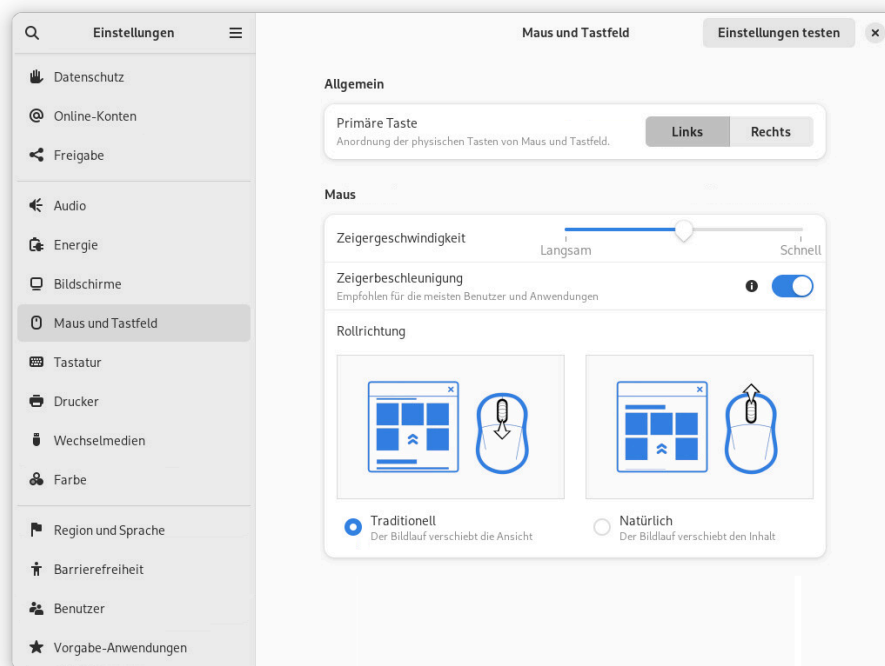 Einstellungen
Datenschutz
Online-Konten
Freigabe
Audio
Energie
Bildschirme
Maus und Tastfeld
Tastatur
Drucker
Wechselmedien
Farbe
Region und Sprache
Barrierefreiheit
Benutzer
Vorgabe-Anwendungen
Maus und Tastfeld
Einstellungen testen
Allgemein
Primäre Taste
Anordnung der physischen Tasten von Maus und Tastfeld.
Links
Rechts
Maus
Zeigergeschwindigkeit
Langsam
Schnell
Zeigerbeschleunigung
Empfohlen für die meisten Benutzer und Anwendungen
Rollrichtung
Traditionell
Der Bildlauf verschiebt die Ansicht
Natürlich
Der Bildlauf verschiebt den Inhalt